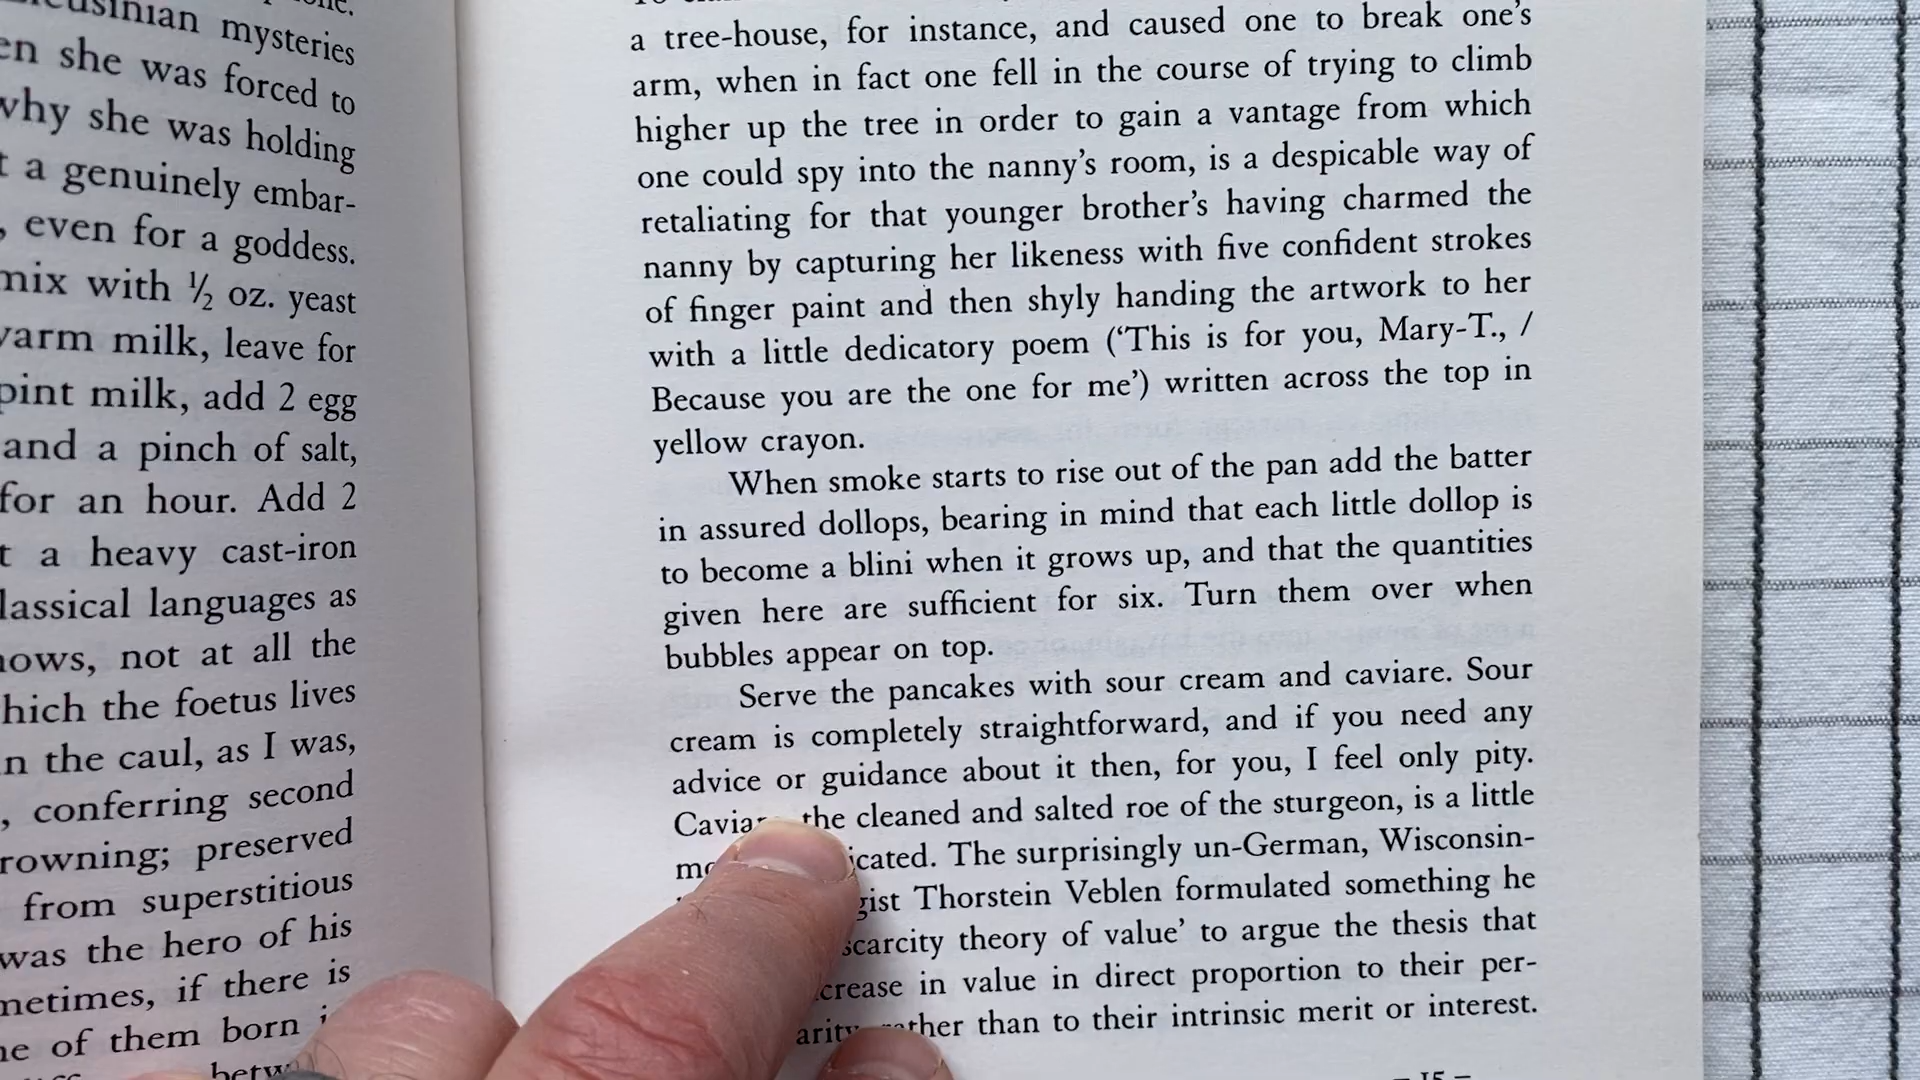 mysteries
she was forced to
why she was holding
a genuinely embar-
, even for a goddess.
mix with ½ oz. yeast
warm milk, leave for
pint milk, add 2 egg
and a pinch of salt,
for an hour. Add 2
a heavy cast-iron
classical languages as
not at all the
which the foetus lives
the caul, as I was,
, conferring second
preserved
from superstitious
was the hero of his
if there is
of them born
a tree-house, for instance, and caused one to break one's
arm, when in fact one fell in the course of trying to climb
higher up the tree in order to gain a vantage from which
one could spy into the nanny's room, is a despicable way of
retaliating for that younger brother's having charmed the
nanny by capturing her likeness with five confident strokes
of finger paint and then shyly handing the artwork to her
with a little dedicatory poem ('This is for you, Mary-T., /
Because you are the one for me') written across the top in
yellow crayon.
When smoke starts to rise out of the pan add the batter
in assured dollops, bearing in mind that each little dollop is
to become a blini when it grows up, and that the quantities
given here are sufficient for six. Turn them over when
bubbles appear on top.
Serve the pancakes with sour cream and caviare. Sour
cream is completely straightforward, and if you need any
advice or guidance about it then, for you, I feel only pity.
the cleaned and salted roe of the sturgeon, is a little
The surprisingly un-German, Wisconsin-
Thorstein Veblen formulated something he
scarcity theory of value' to argue the thesis that
in value in direct proportion to their per-
rather than to their intrinsic merit or interest.
– 15 –